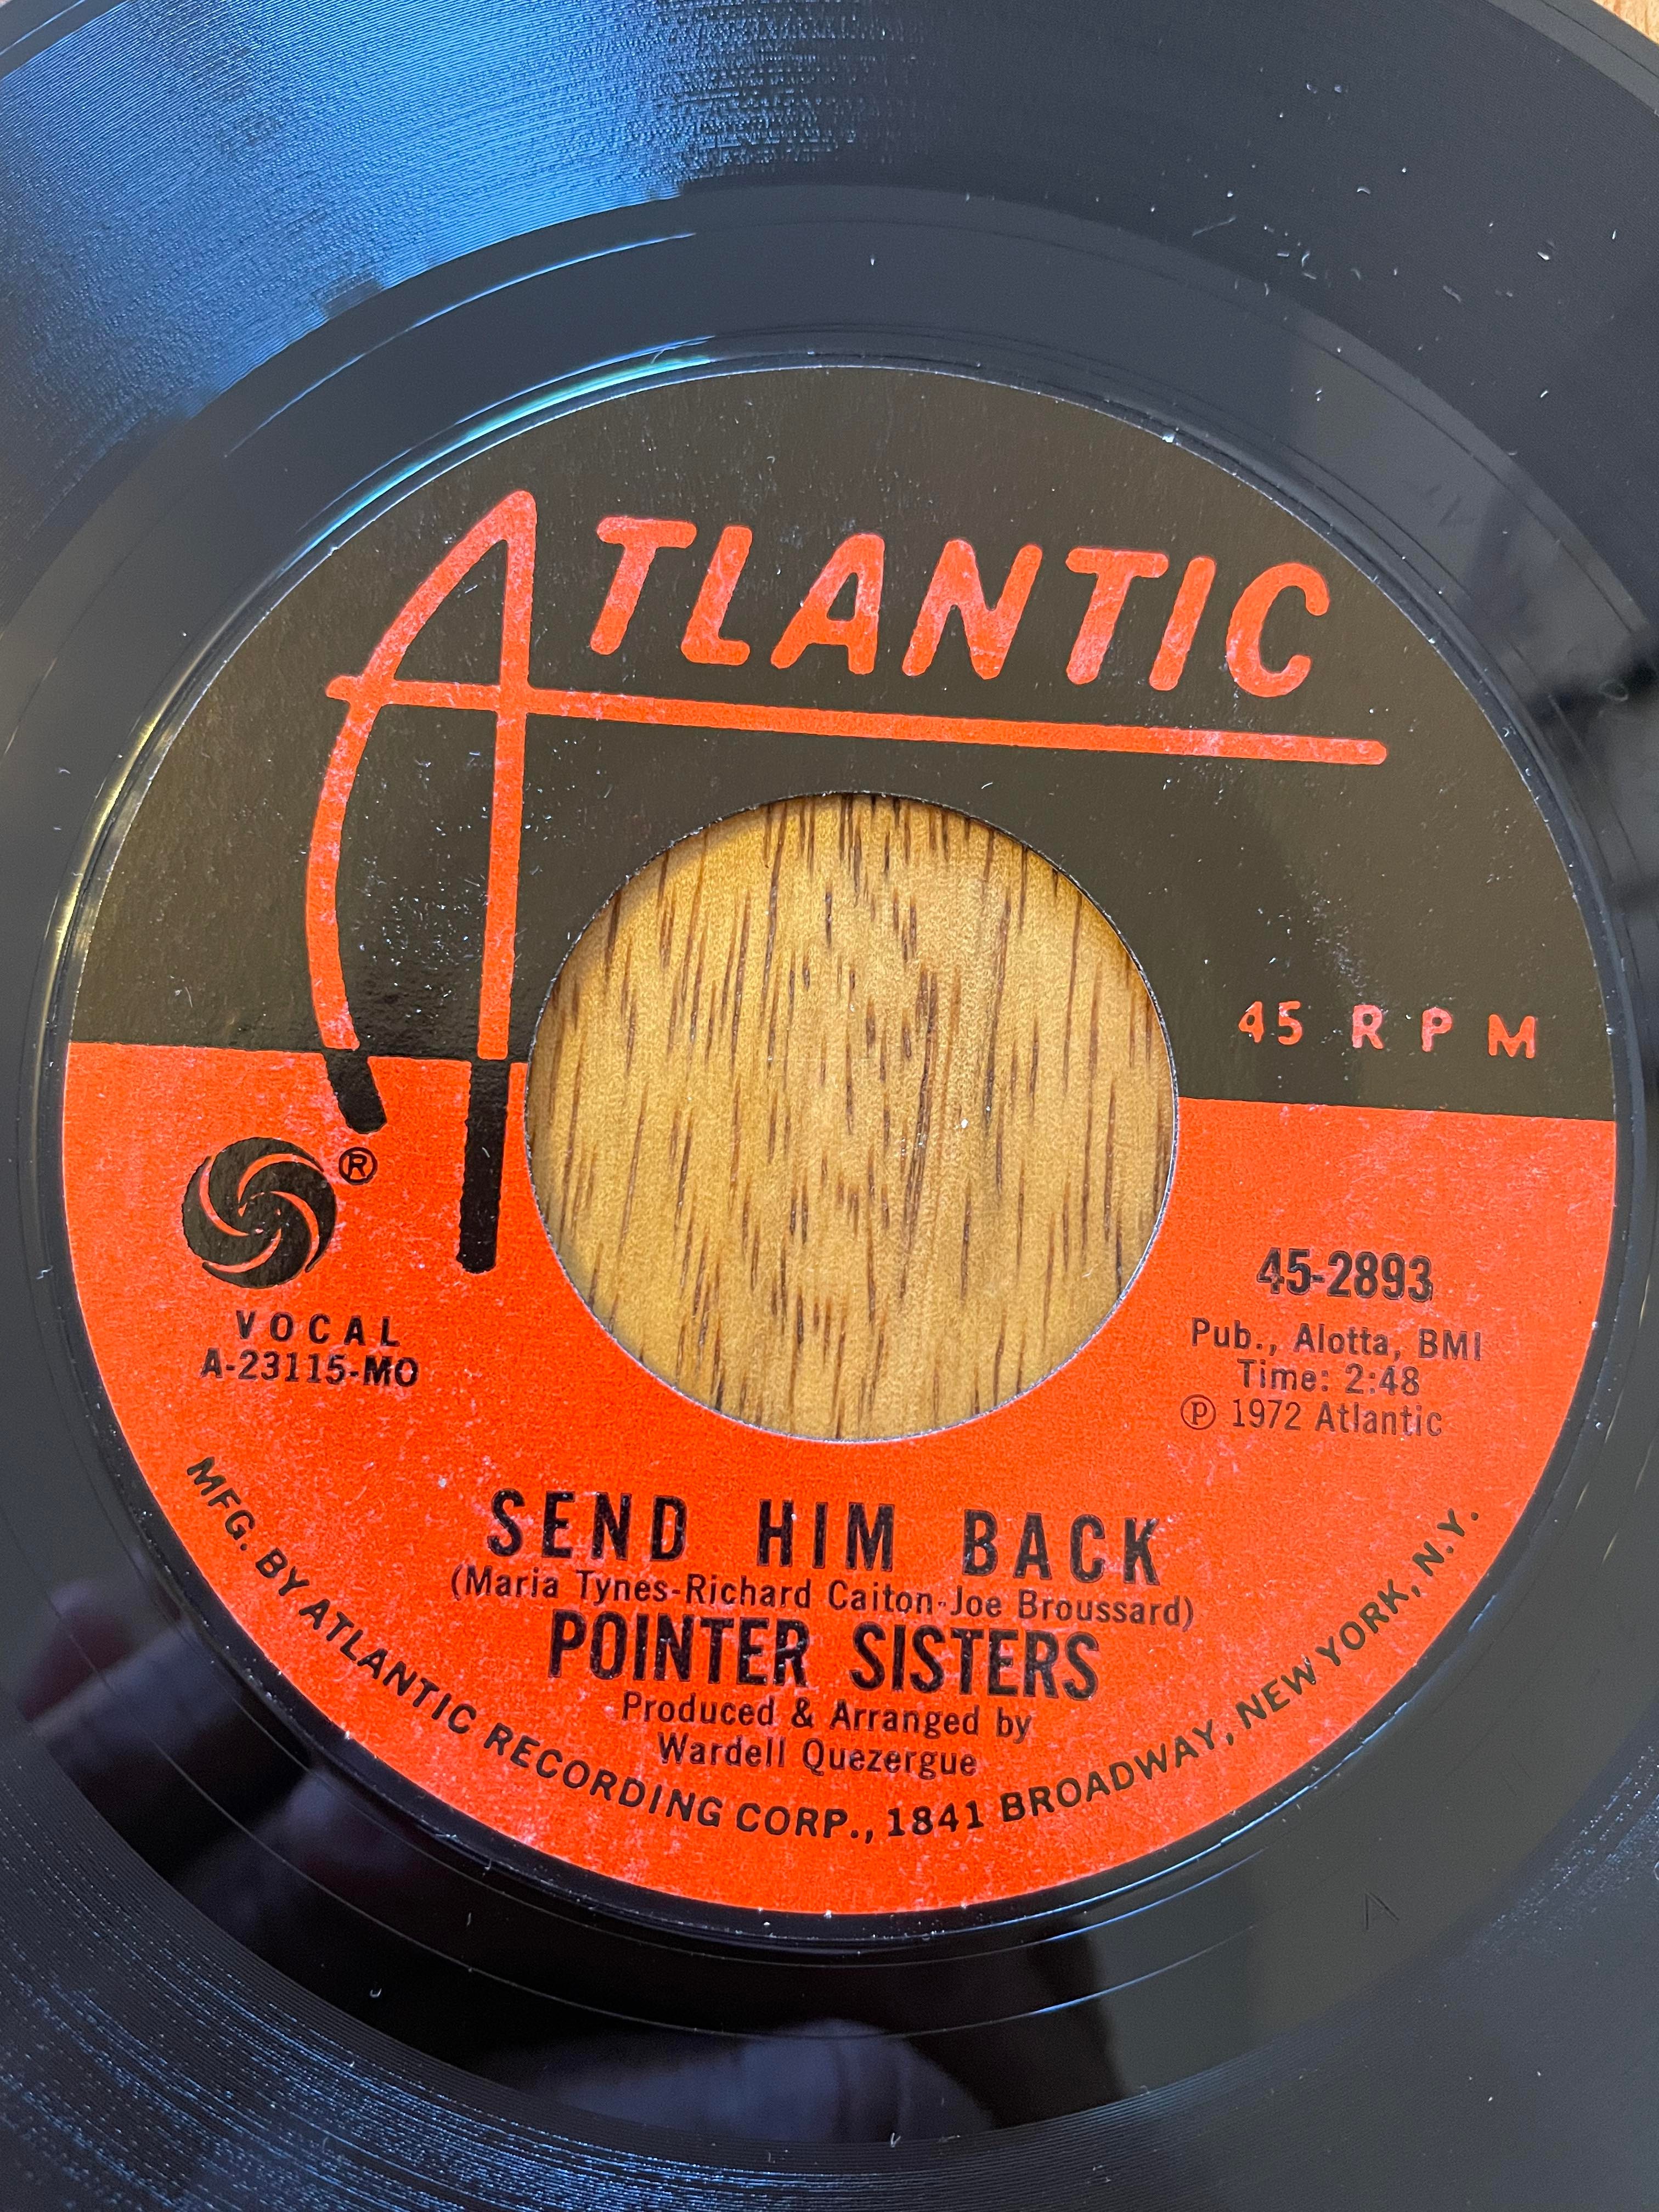 ATLANTIC
45 RPM
®
VOCAL
A-23115-MO
45-2893
Pub., Alotta, BMI
Time: 2:48
Ⓟ 1972 Atlantic
SEND HIM BACK
(Maria Tynes-Richard Caiton-Joe Broussard)
POINTER SISTERS
Produced & Arranged by
Wardell Quezergue
MFG. BY ATLANTIC RECORDING CORP., 1841 BROADWAY, NEW YORK, N.Y.